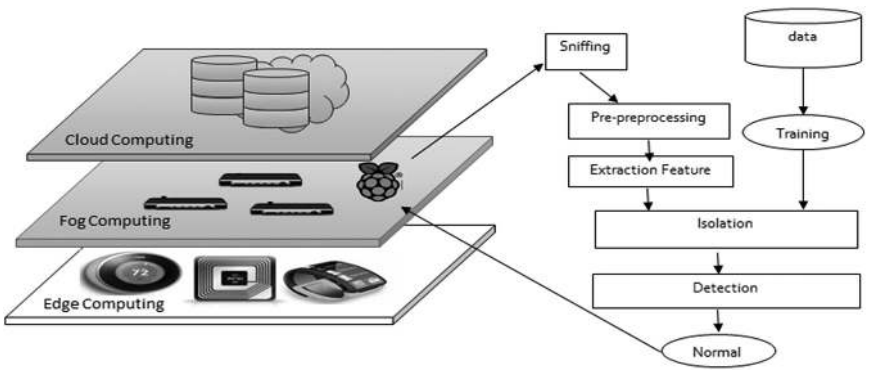 Cloud Computing
Fog Computing
Edge Computing
72
Sniffing
Pre-preprocessing
Extraction Feature
data
Training
Isolation
Detection
Normal